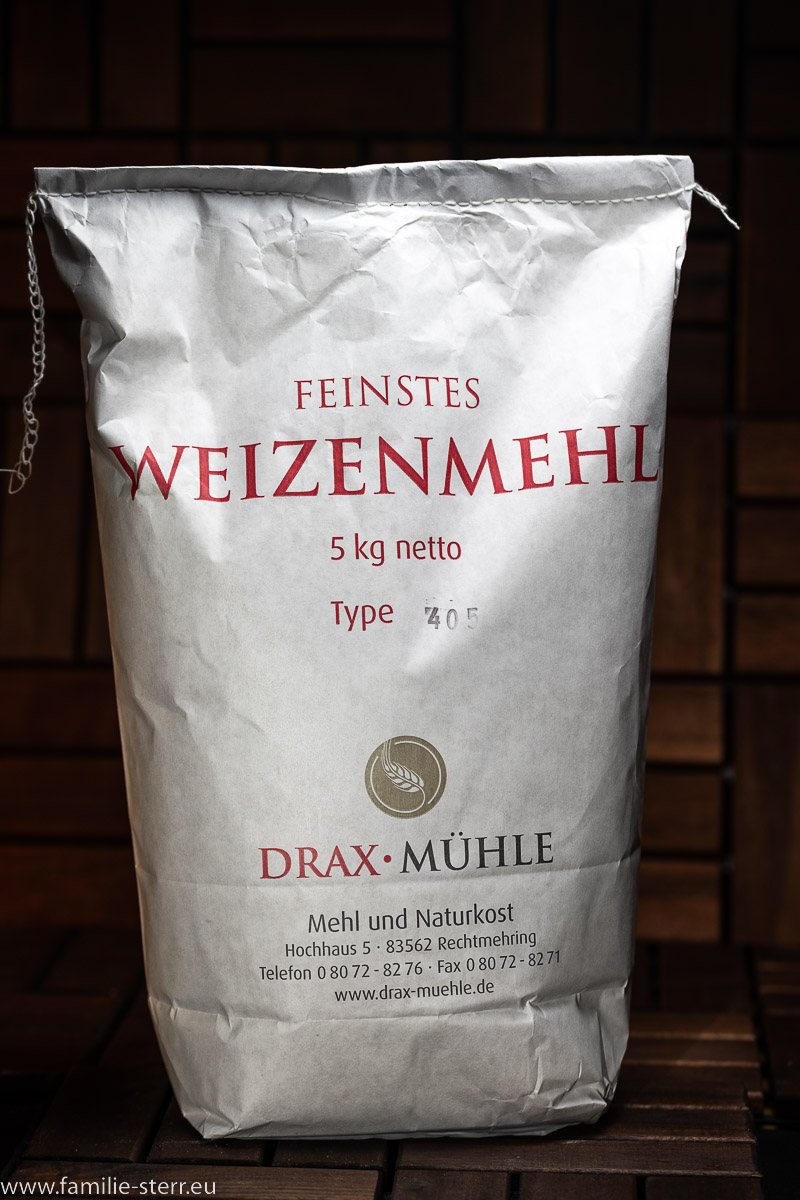 FEINSTES
WEIZENMEHL
5 kg netto
Type 405
DRAX·MÜHLE
Mehl und Naturkost
Hochhaus 5 · 83562 Rechtmehring
Telefon 0 80 72 - 82 76 · Fax 0 80 72 - 82 71
www.drax-muehle.de
www.familie-sterr.eu